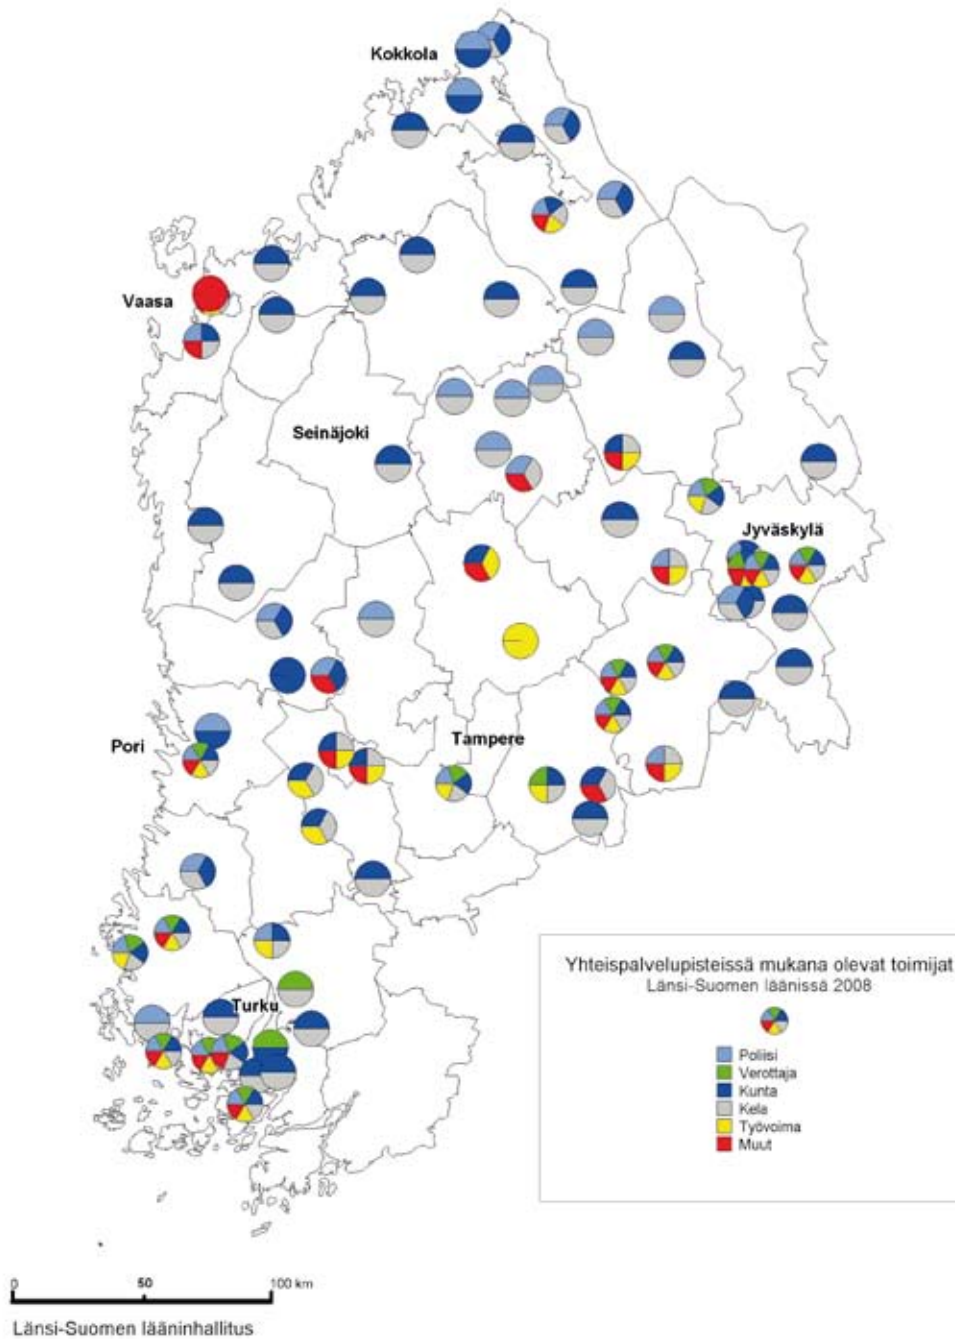 Kokkola
Vaasa
Seinäjoki
Jyväskylä
Pori
Tampere
Turku
Yhteispalvelupisteissä mukana olevat toimijat
Länsi-Suomen läänissä 2008
Poliisi
Verottaja
Kunta
Kela
Työvoima
Muut
0 50 100 km
Länsi-Suomen lääninhallitus